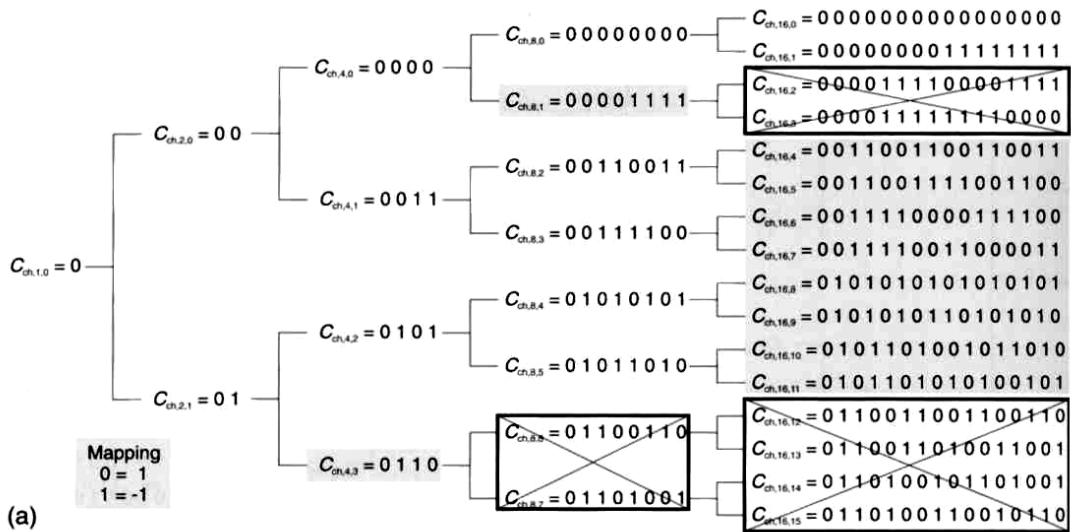 C_ch,1,0 = 0
C_ch,2,0 = 0 0
C_ch,2,1 = 0 1
C_ch,4,0 = 0 0 0 0
C_ch,4,1 = 0 0 1 1
C_ch,4,2 = 0 1 0 1
C_ch,4,3 = 0 1 1 0
C_ch,8,0 = 0 0 0 0 0 0 0 0
C_ch,8,1 = 0 0 0 0 1 1 1 1
C_ch,8,2 = 0 0 1 1 0 0 1 1
C_ch,8,3 = 0 0 1 1 1 1 0 0
C_ch,8,4 = 0 1 0 1 0 1 0 1
C_ch,8,5 = 0 1 0 1 1 0 1 0
C_ch,8,6 = 0 1 1 0 0 1 1 0
C_ch,8,7 = 0 1 1 0 1 0 0 1
C_ch,16,0 = 0 0 0 0 0 0 0 0 0 0 0 0 0 0 0 0
C_ch,16,1 = 0 0 0 0 0 0 0 0 1 1 1 1 1 1 1 1
C_ch,16,2 = 0 0 0 0 1 1 1 1 0 0 0 0 1 1 1 1
C_ch,16,3 = 0 0 0 0 1 1 1 1 1 1 1 1 0 0 0 0
C_ch,16,4 = 0 0 1 1 0 0 1 1 0 0 1 1 0 0 1 1
C_ch,16,5 = 0 0 1 1 0 0 1 1 1 1 0 0 1 1 0 0
C_ch,16,6 = 0 0 1 1 1 1 0 0 0 0 1 1 1 1 0 0
C_ch,16,7 = 0 0 1 1 1 1 0 0 1 1 0 0 0 0 1 1
C_ch,16,8 = 0 1 0 1 0 1 0 1 0 1 0 1 0 1 0 1
C_ch,16,9 = 0 1 0 1 0 1 0 1 1 0 1 0 1 0 1 0
C_ch,16,10 = 0 1 0 1 1 0 1 0 0 1 0 1 1 0 1 0
C_ch,16,11 = 0 1 0 1 1 0 1 0 1 0 1 0 0 1 0 1
C_ch,16,12 = 0 1 1 0 0 1 1 0 0 1 1 0 0 1 1 0
C_ch,16,13 = 0 1 1 0 0 1 1 0 1 0 0 1 1 0 0 1
C_ch,16,14 = 0 1 1 0 1 0 0 1 0 1 1 0 1 0 0 1
C_ch,16,15 = 0 1 1 0 1 0 0 1 1 0 0 1 0 1 1 0
Mapping
0 = 1
1 = -1
(a)